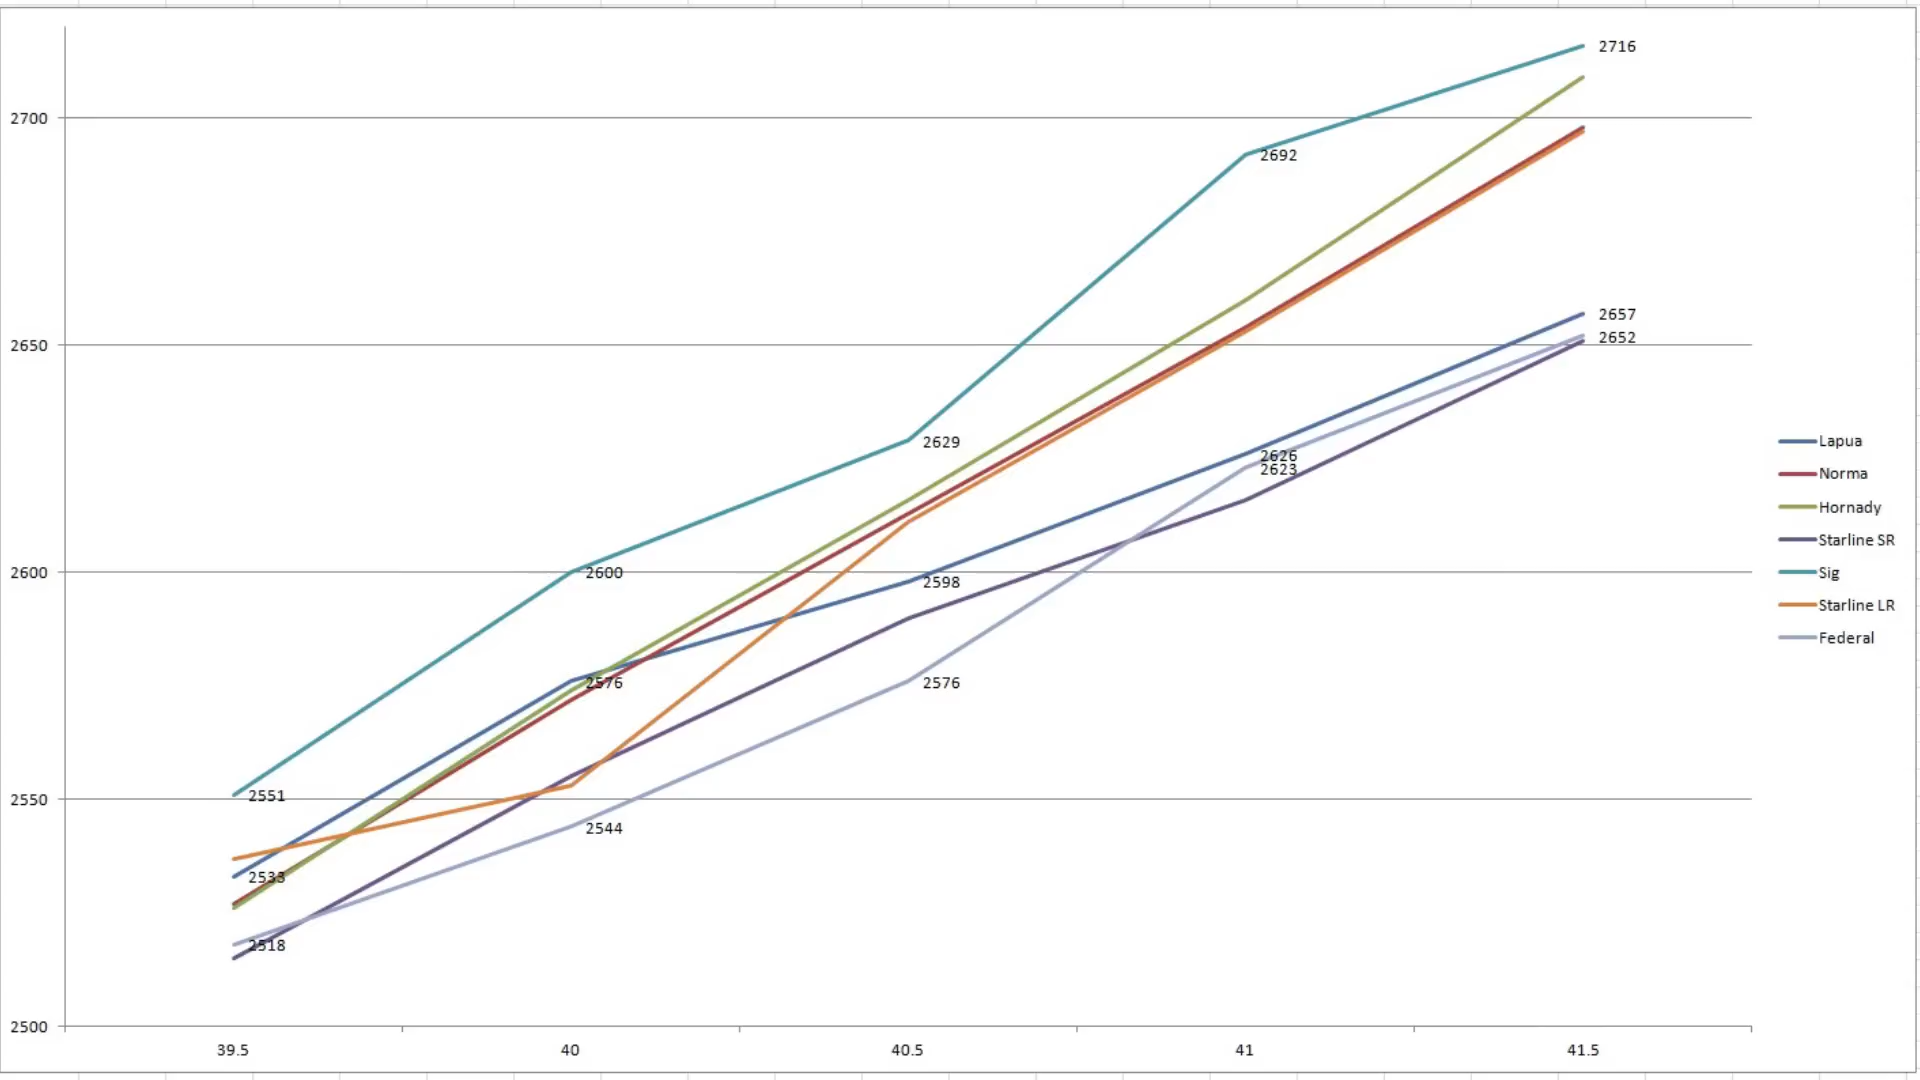 2716
2700
2692
2657
2652
2650
2629
Lapua
2626
2623
Norma
Hornady
Starline SR
2600
2600
Sig
2598
Starline LR
Federal
2576
2576
2551
2550
2544
2533
2518
2500
39.5 40 40.5 41 41.5